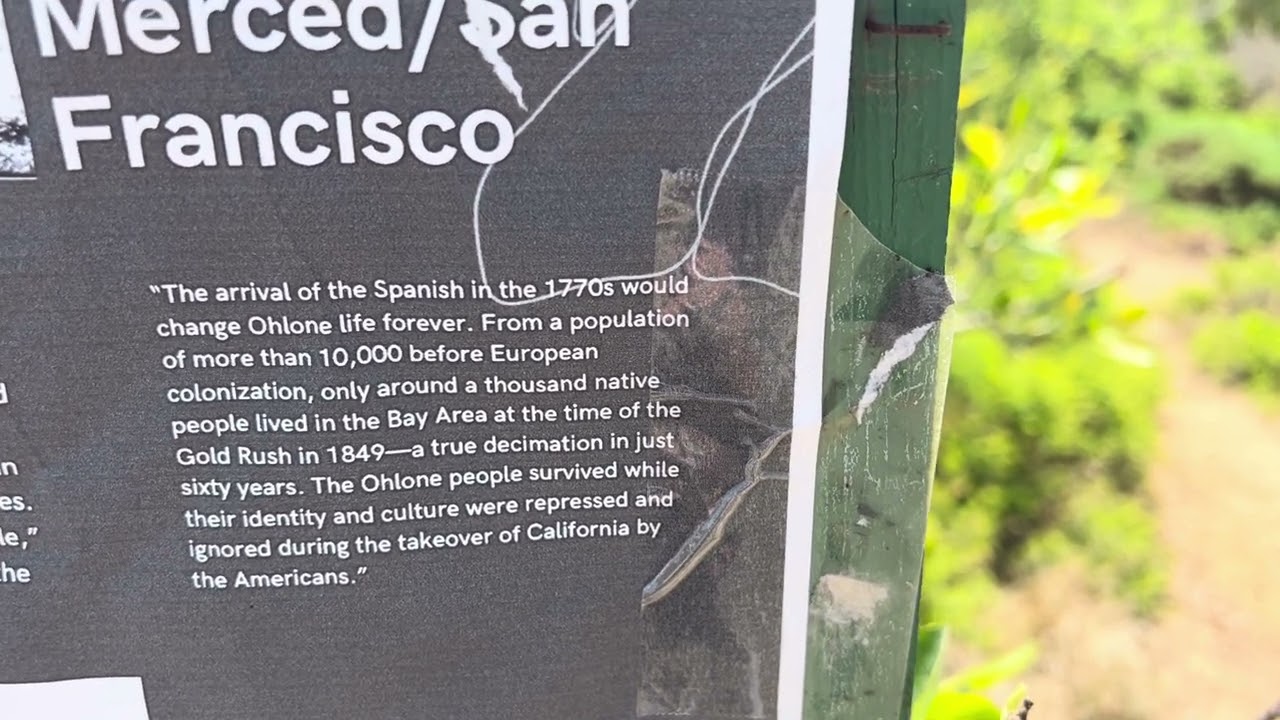 Merced/San
Francisco
"The arrival of the Spanish in the 1770s would
change Ohlone life forever. From a population
of more than 10,000 before European
colonization, only around a thousand native
people lived in the Bay Area at the time of the
Gold Rush in 1849—a true decimation in just
sixty years. The Ohlone people survived while
their identity and culture were repressed and
ignored during the takeover of California by
the Americans."